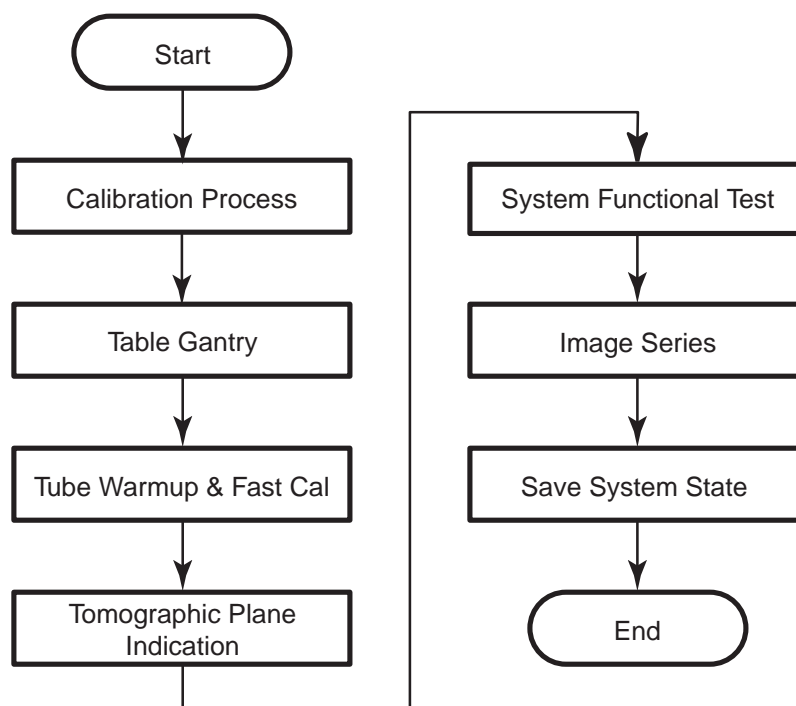 Start
Calibration Process
Table Gantry
Tube Warmup & Fast Cal
Tomographic Plane
Indication
System Functional Test
Image Series
Save System State
End